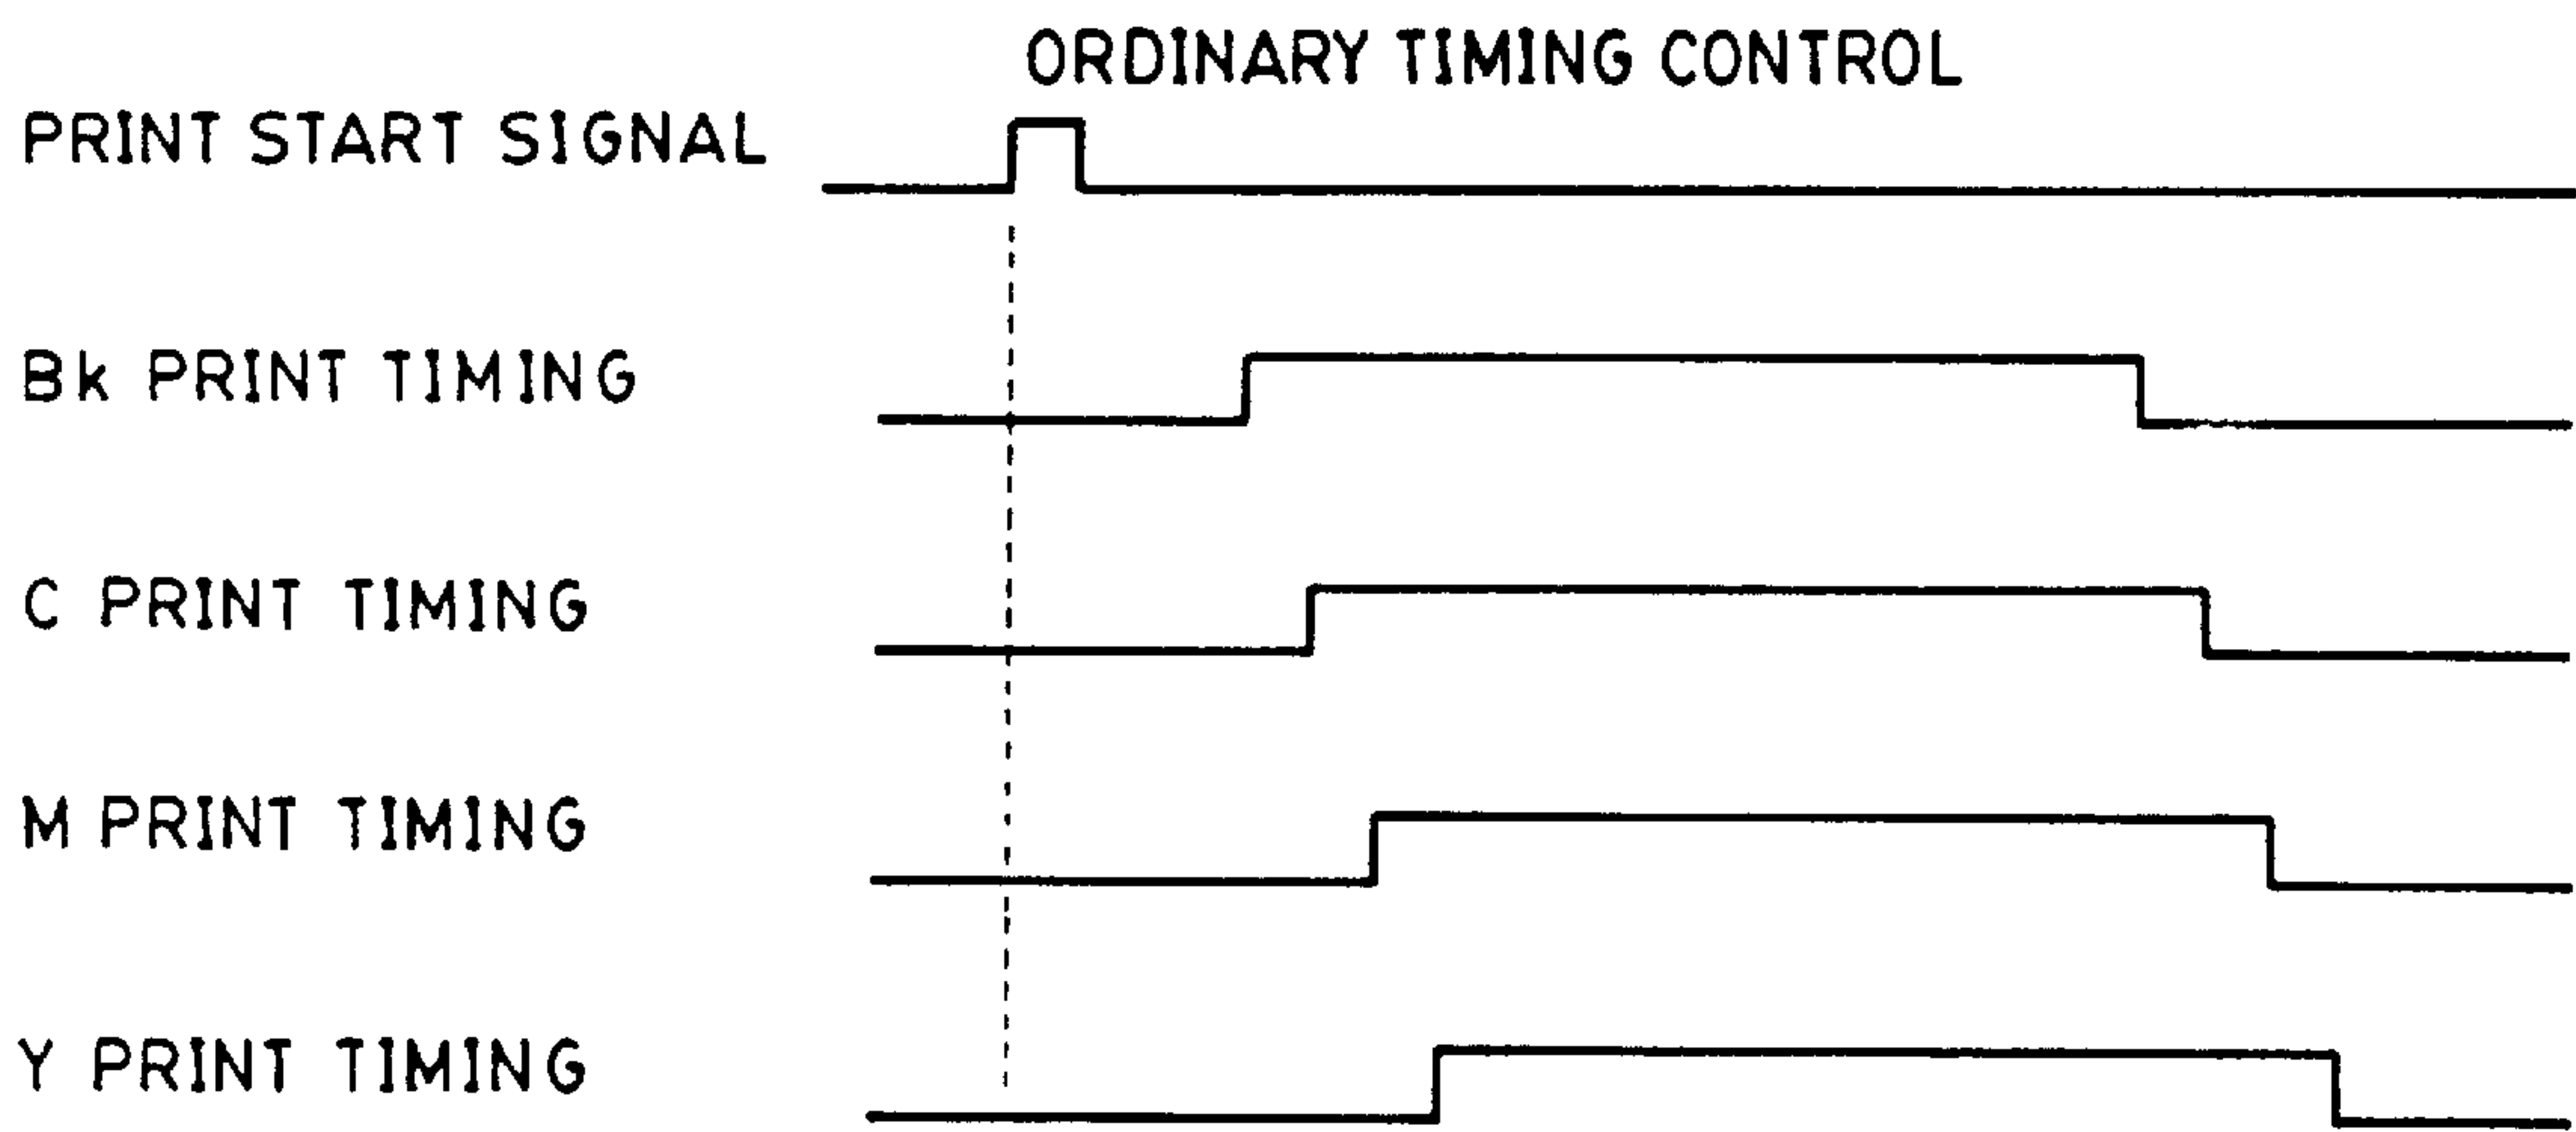 ORDINARY TIMING CONTROL
PRINT START SIGNAL
Bk PRINT TIMING
C PRINT TIMING
M PRINT TIMING
Y PRINT TIMING